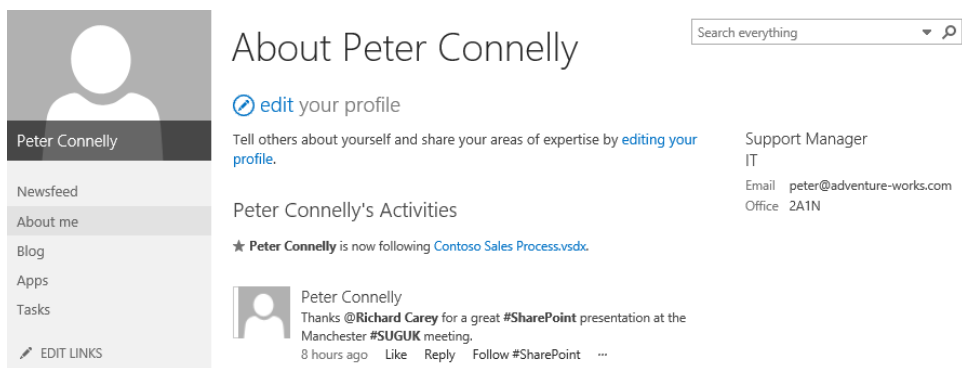 Peter Connelly
Newsfeed
About me
Blog
Apps
Tasks
EDIT LINKS
About Peter Connelly
Search everything
edit your profile
Tell others about yourself and share your areas of expertise by editing your
profile.
Peter Connelly's Activities
Peter Connelly is now following Contoso Sales Process.vsdx.
Peter Connelly
Thanks @Richard Carey for a great #SharePoint presentation at the
Manchester #SUGUK meeting.
8 hours ago Like Reply Follow #SharePoint ...
Support Manager
IT
Email peter@adventure-works.com
Office 2A1N